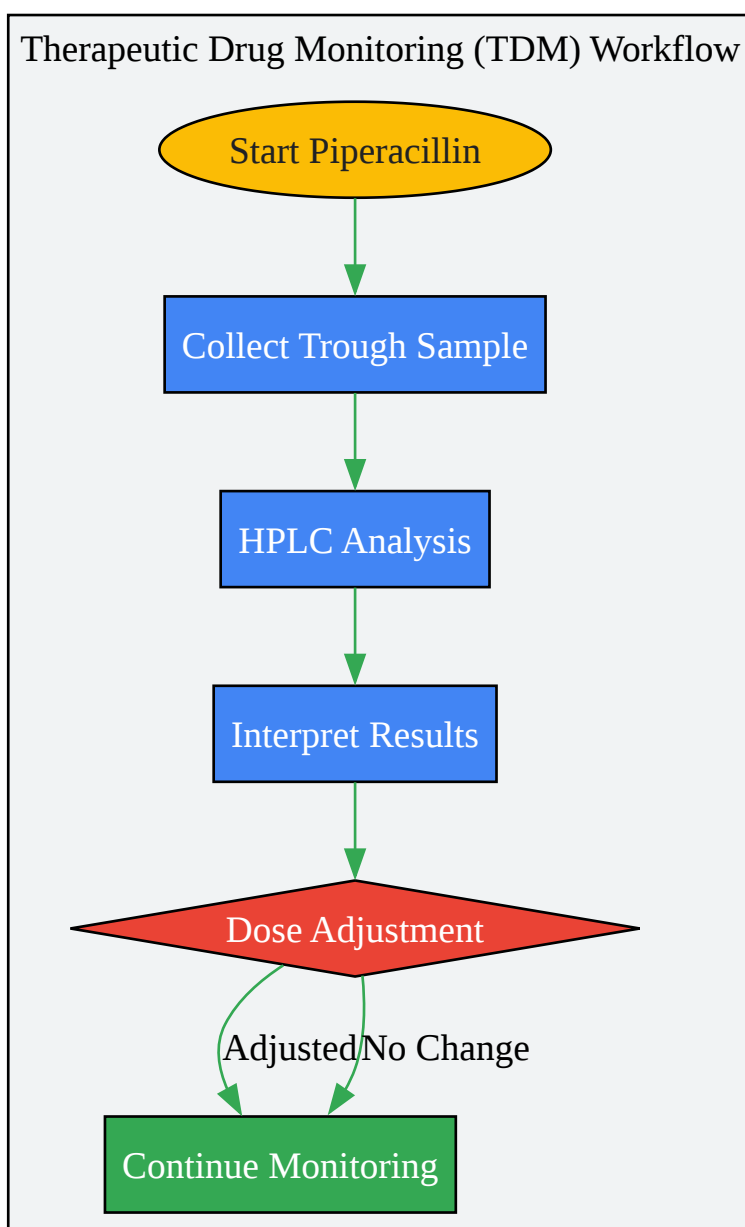 Therapeutic Drug Monitoring (TDM) Workflow
Start Piperacillin
Collect Trough Sample
HPLC Analysis
Interpret Results
Dose Adjustment
Adjusted
No Change
Continue Monitoring